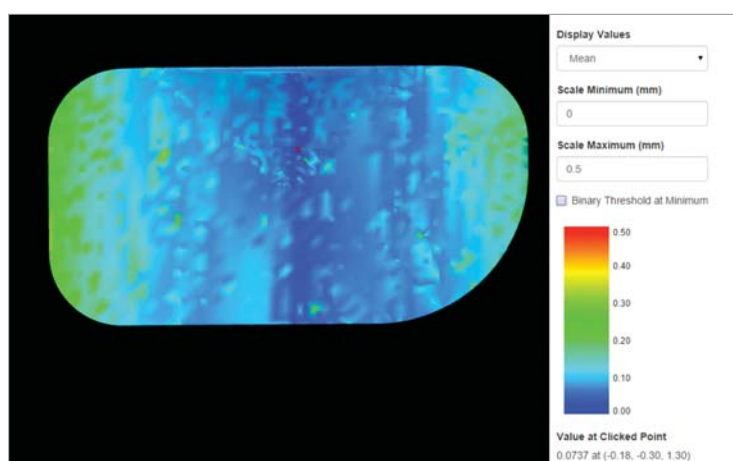 Display Values
Mean
Scale Minimum (mm)
0
Scale Maximum (mm)
0.5
Binary Threshold at Minimum
0.50
0.40
0.30
0.20
0.10
0.00
Value at Clicked Point
0.0737 at (-0.18, -0.30, 1.30)